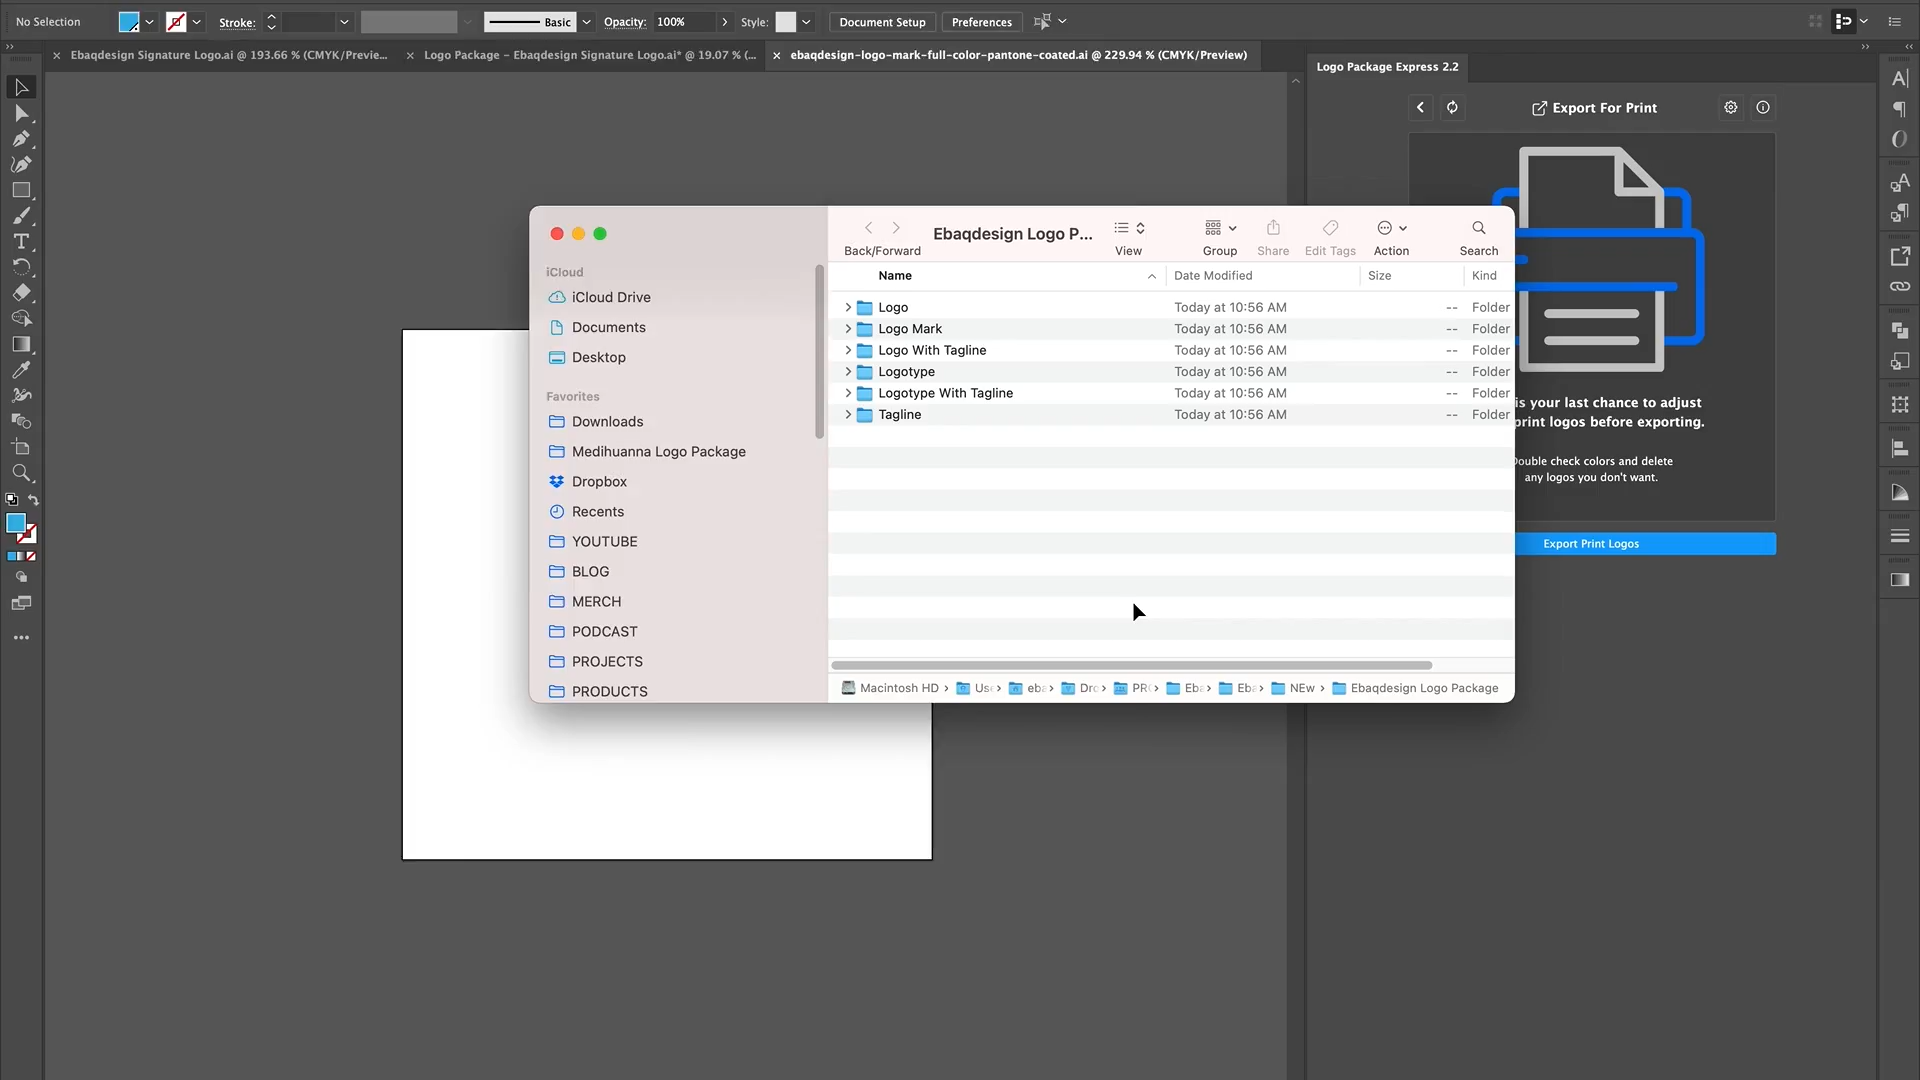 No Selection
Stroke:
Basic
Opacity: 100%
Style:
Document Setup
Preferences
Ebaqdesign Signature Logo.ai @ 193.66 % (CMYK/Previe...
Logo Package – Ebaqdesign Signature Logo.ai* @ 19.07 % (...
ebaqdesign-logo-mark-full-color-pantone-coated.ai @ 229.94 % (CMYK/Preview)
Logo Package Express 2.2
Export For Print
is your last chance to adjust
print logos before exporting.
Double check colors and delete
any logos you don't want.
Export Print Logos
Back/Forward
Ebaqdesign Logo P...
View
Group
Share
Edit Tags
Action
Search
iCloud
iCloud Drive
Documents
Desktop
Favorites
Downloads
Medihuanna Logo Package
Dropbox
Recents
YOUTUBE
BLOG
MERCH
PODCAST
PROJECTS
PRODUCTS
Name Date Modified Size Kind
Logo Today at 10:56 AM -- Folder
Logo Mark Today at 10:56 AM -- Folder
Logo With Tagline Today at 10:56 AM -- Folder
Logotype Today at 10:56 AM -- Folder
Logotype With Tagline Today at 10:56 AM -- Folder
Tagline Today at 10:56 AM -- Folder
Macintosh HD › Use › eba › Dro › PR › Eba › Eba › NEw › Ebaqdesign Logo Package